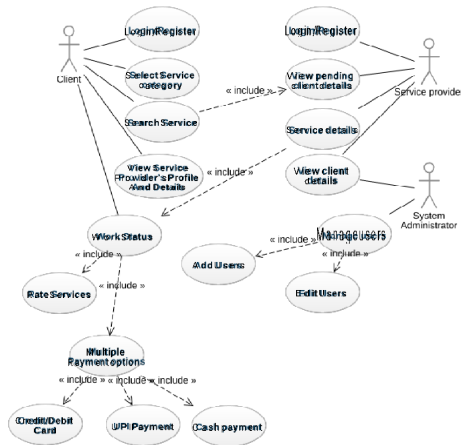 Login/Register
Login/Register
Client
Select Service
category
View pending
client details
Service provide
« include »
Search Service
Service details
View Service
Provider's Profile
And Details
« include »
View client
details
System
Administrator
Work Status
Manage users
« include »
« include »
« include »
Add Users
Rate Services
« include »
Edit Users
Multiple
Payment options
« include »
« include »
« include »
Credit/Debit
Card
UPI Payment
Cash payment